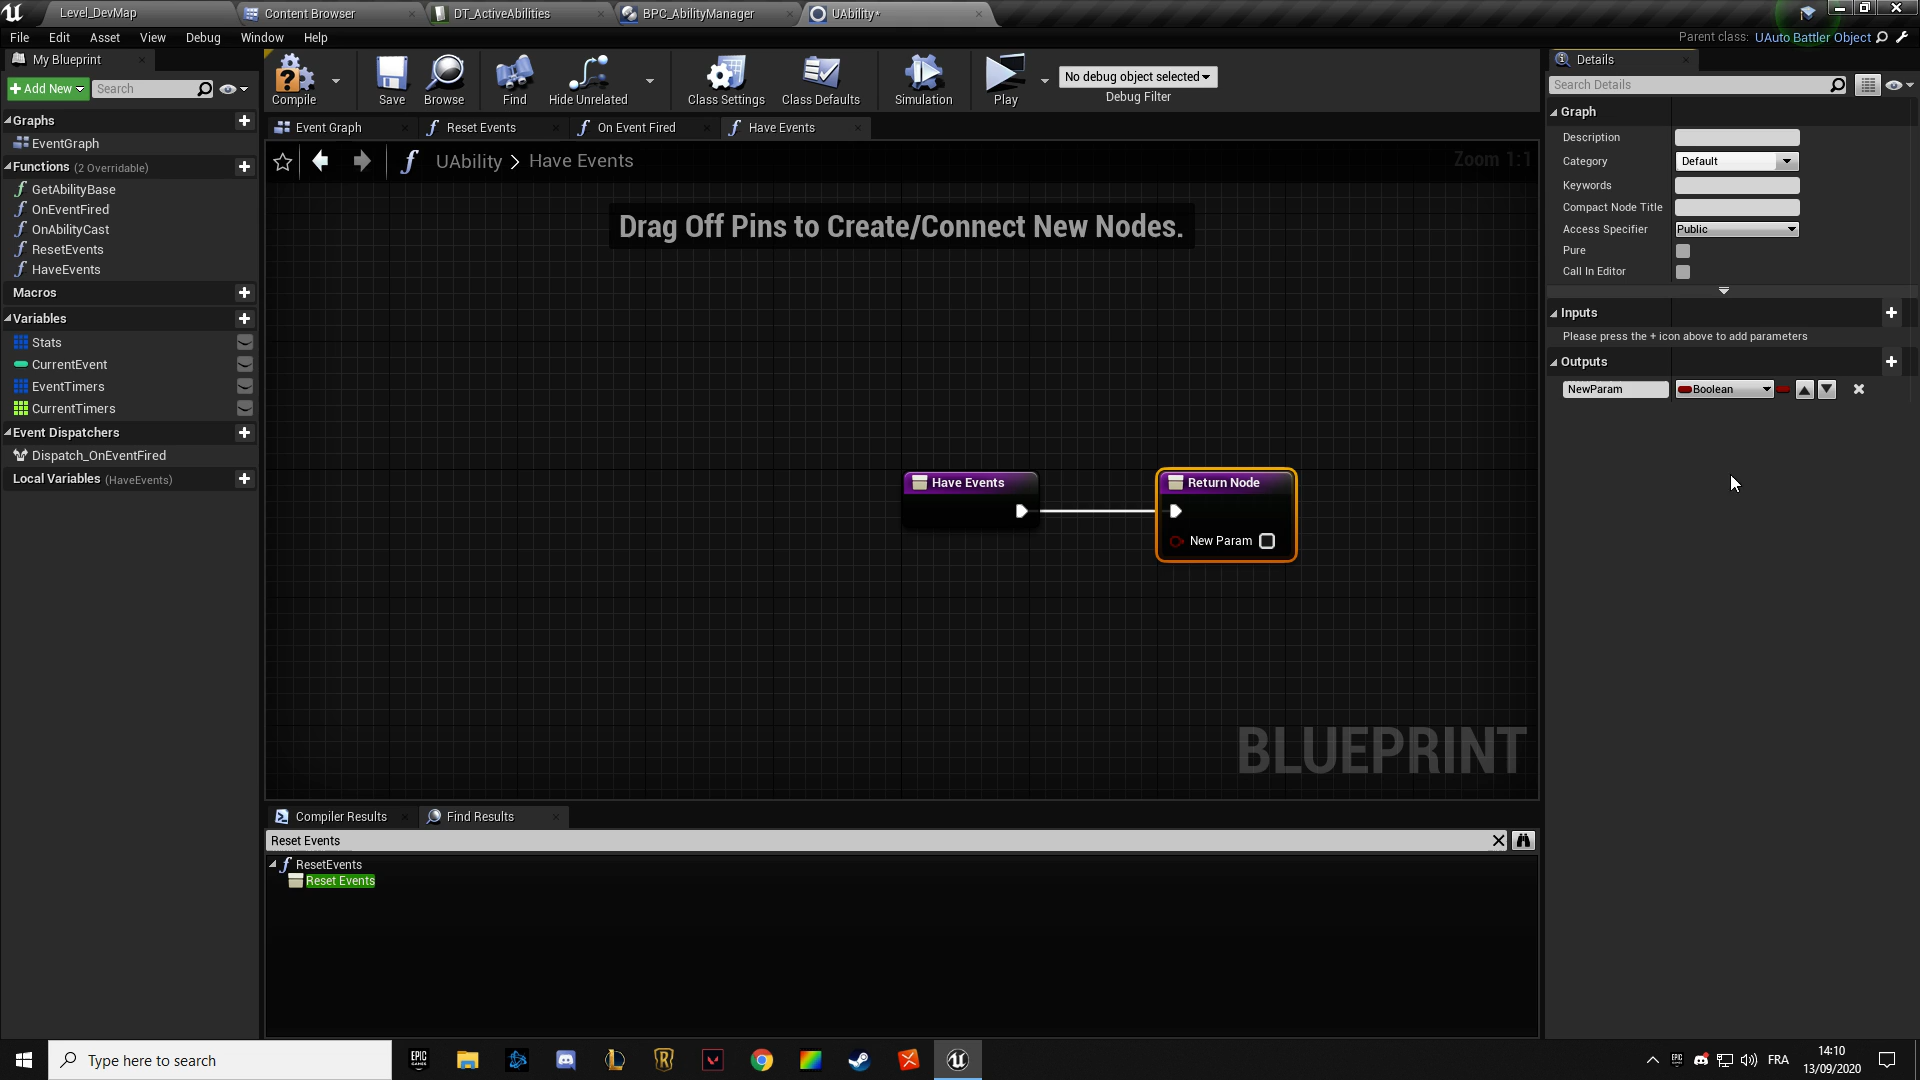 Level_DevMap
Content Browser
DT_ActiveAbilities
BPC_AbilityManager
UAbility*
File Edit Asset View Debug Window Help
Parent class: UAuto Battler Object
My Blueprint
Add New
Search
Graphs
EventGraph
Functions (2 Overridable)
GetAbilityBase
OnEventFired
OnAbilityCast
ResetEvents
HaveEvents
Macros
Variables
Stats
CurrentEvent
EventTimers
CurrentTimers
Event Dispatchers
Dispatch_OnEventFired
Local Variables (HaveEvents)
Compile
Save
Browse
Find
Hide Unrelated
Class Settings
Class Defaults
Simulation
Play
No debug object selected
Debug Filter
Event Graph
Reset Events
On Event Fired
Have Events
UAbility > Have Events
Zoom 1:1
Drag Off Pins to Create/Connect New Nodes.
Have Events
Return Node
New Param
BLUEPRINT
Compiler Results
Find Results
Reset Events
ResetEvents
Reset Events
Details
Search Details
Graph
Description
Category Default
Keywords
Compact Node Title
Access Specifier Public
Pure
Call In Editor
Inputs
Please press the + icon above to add parameters
Outputs
NewParam Boolean
Type here to search
EPIC GAMES
FRA
14:10
13/09/2020